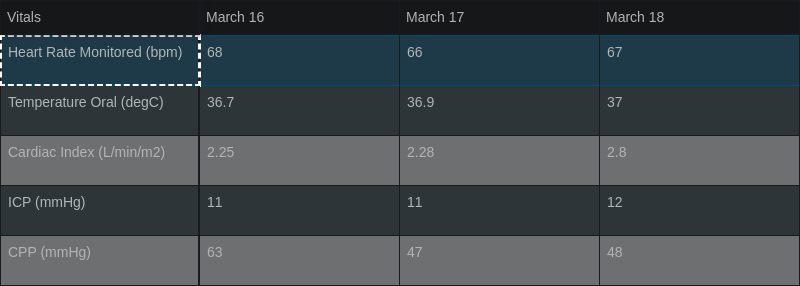 Vitals March 16 March 17 March 18
Heart Rate Monitored (bpm) 68 66 67
Temperature Oral (degC) 36.7 36.9 37
Cardiac Index (L/min/m2) 2.25 2.28 2.8
ICP (mmHg) 11 11 12
CPP (mmHg) 63 47 48